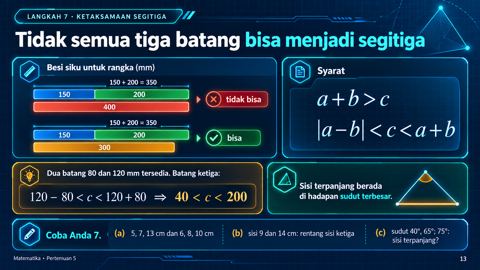 LANGKAH 7 • KETAKSAMAAN SEGITIGA
Tidak semua tiga batang bisa menjadi segitiga
Besi siku untuk rangka (mm)
150 + 200 = 350
150 200
400
tidak bisa
150 + 200 = 350
150 200
300
bisa
Syarat
a + b > c
|a − b| < c < a + b
Dua batang 80 dan 120 mm tersedia. Batang ketiga:
120 − 80 < c < 120 + 80 ⇒ 40 < c < 200
Sisi terpanjang berada
di hadapan sudut terbesar.
Coba Anda 7.
(a) 5, 7, 13 cm dan 6, 8, 10 cm
(b) sisi 9 dan 14 cm: rentang sisi ketiga
(c) sudut 40°, 65°, 75°:
sisi terpanjang?
Matematika • Pertemuan 5
13